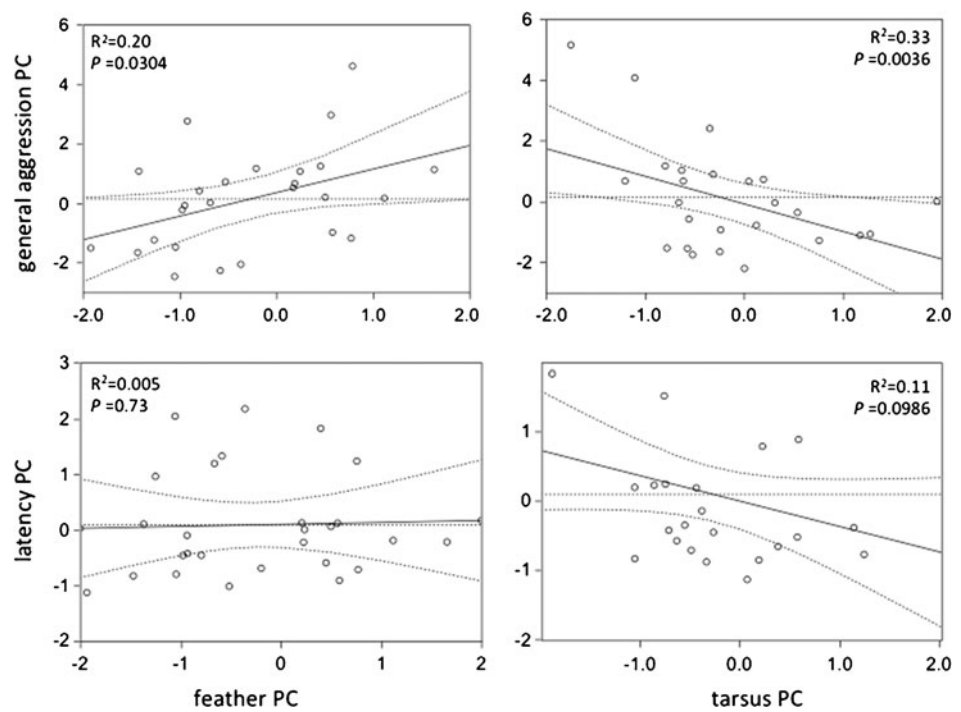 general aggression PC
6
4
2
0
-2
R²=0.20
P =0.0304
-2.0 -1.0 0.0 1.0 2.0
6
4
2
0
-2
R²=0.33
P =0.0036
-2.0 -1.0 0.0 1.0 2.0
latency PC
3
2
1
0
-1
-2
R²=0.005
P =0.73
-2 -1 0 1 2
feather PC
1
0
-1
-2
R²=0.11
P =0.0986
-1.0 0.0 1.0 2.0
tarsus PC